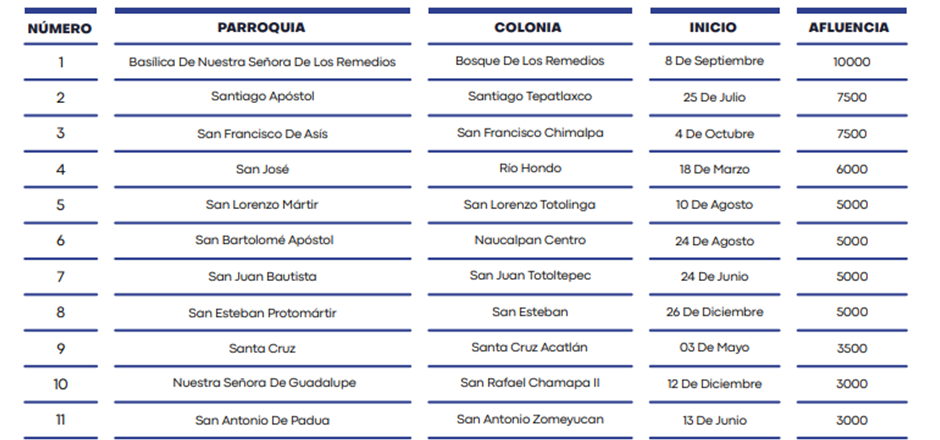 NÚMERO PARROQUIA COLONIA INICIO AFLUENCIA
1 Basílica De Nuestra Señora De Los Remedios Bosque De Los Remedios 8 De Septiembre 10000
2 Santiago Apóstol Santiago Tepatlaxco 25 De Julio 7500
3 San Francisco De Asís San Francisco Chimalpa 4 De Octubre 7500
4 San José Río Hondo 18 De Marzo 6000
5 San Lorenzo Mártir San Lorenzo Totolinga 10 De Agosto 5000
6 San Bartolomé Apóstol Naucalpan Centro 24 De Agosto 5000
7 San Juan Bautista San Juan Totoltepec 24 De Junio 5000
8 San Esteban Protomártir San Esteban 26 De Diciembre 5000
9 Santa Cruz Santa Cruz Acatlán 03 De Mayo 3500
10 Nuestra Señora De Guadalupe San Rafael Chamapa II 12 De Diciembre 3000
11 San Antonio De Padua San Antonio Zomeyucan 13 De Junio 3000